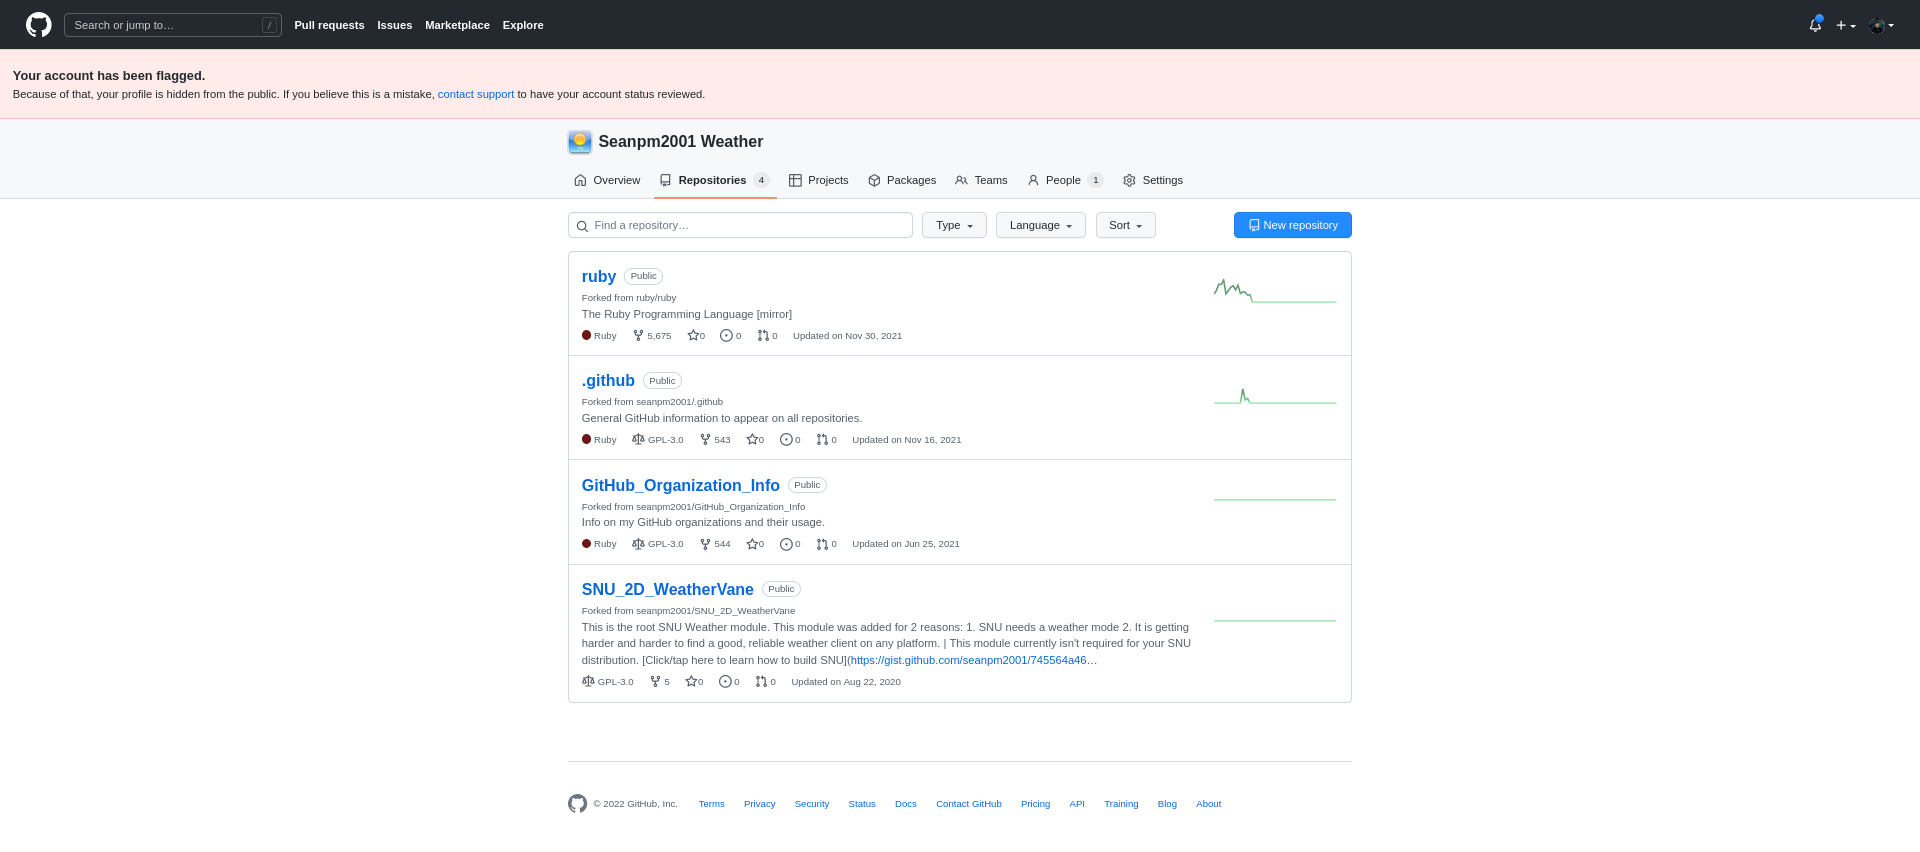 Search or jump to… /
Pull requests Issues Marketplace Explore
Your account has been flagged.
Because of that, your profile is hidden from the public. If you believe this is a mistake, contact support to have your account status reviewed.
Seanpm2001 Weather
Overview Repositories 4 Projects Packages Teams People 1 Settings
Find a repository… Type Language Sort New repository
ruby Public
Forked from ruby/ruby
The Ruby Programming Language [mirror]
Ruby 5,675 0 0 0 Updated on Nov 30, 2021
.github Public
Forked from seanpm2001/.github
General GitHub information to appear on all repositories.
Ruby GPL-3.0 543 0 0 0 Updated on Nov 16, 2021
GitHub_Organization_Info Public
Forked from seanpm2001/GitHub_Organization_Info
Info on my GitHub organizations and their usage.
Ruby GPL-3.0 544 0 0 0 Updated on Jun 25, 2021
SNU_2D_WeatherVane Public
Forked from seanpm2001/SNU_2D_WeatherVane
This is the root SNU Weather module. This module was added for 2 reasons: 1. SNU needs a weather mode 2. It is getting
harder and harder to find a good, reliable weather client on any platform. | This module currently isn't required for your SNU
distribution. [Click/tap here to learn how to build SNU](https://gist.github.com/seanpm2001/745564a46…
GPL-3.0 5 0 0 0 Updated on Aug 22, 2020
© 2022 GitHub, Inc. Terms Privacy Security Status Docs Contact GitHub Pricing API Training Blog About